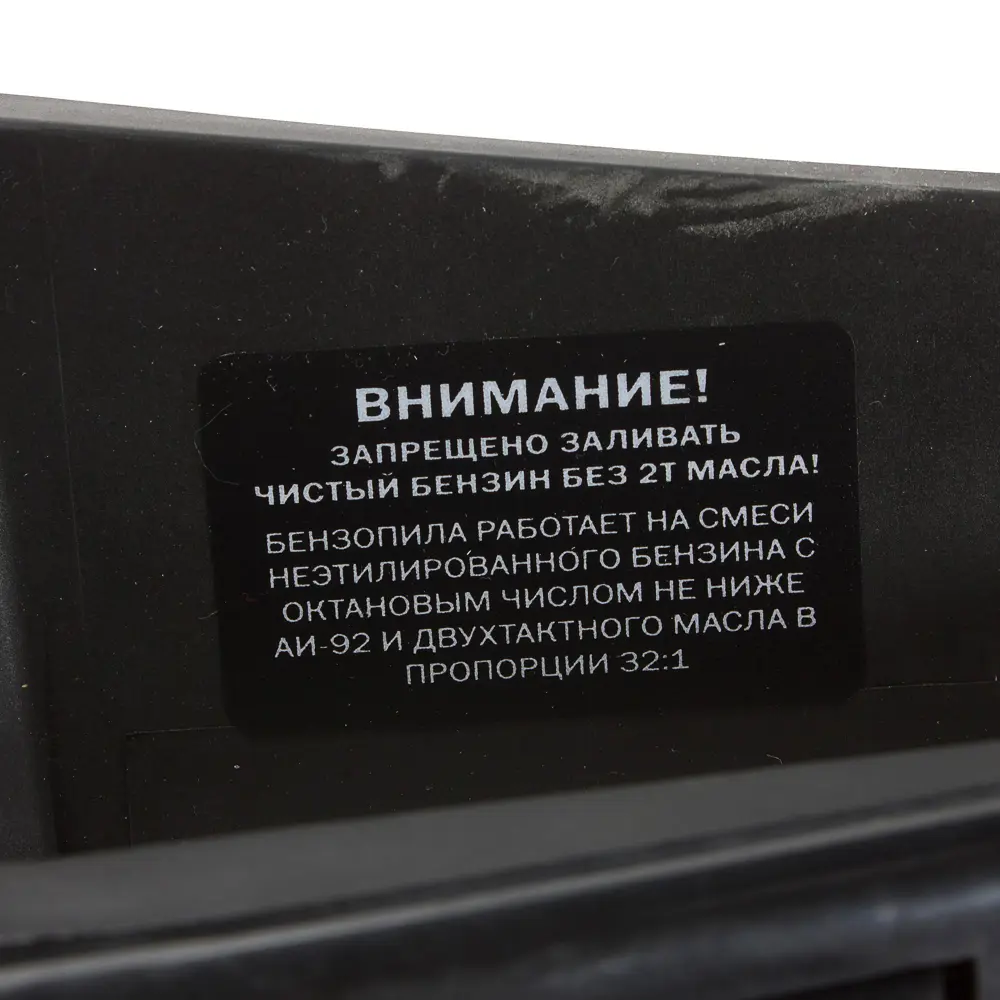 ВНИМАНИЕ!
ЗАПРЕЩЕНО ЗАЛИВАТЬ
ЧИСТЫЙ БЕНЗИН БЕЗ 2Т МАСЛА!
БЕНЗОПИЛА РАБОТАЕТ НА СМЕСИ
НЕЭТИЛИРОВАННОГО БЕНЗИНА С
ОКТАНОВЫМ ЧИСЛОМ НЕ НИЖЕ
АИ-92 И ДВУХТАКТНОГО МАСЛА В
ПРОПОРЦИИ 32:1